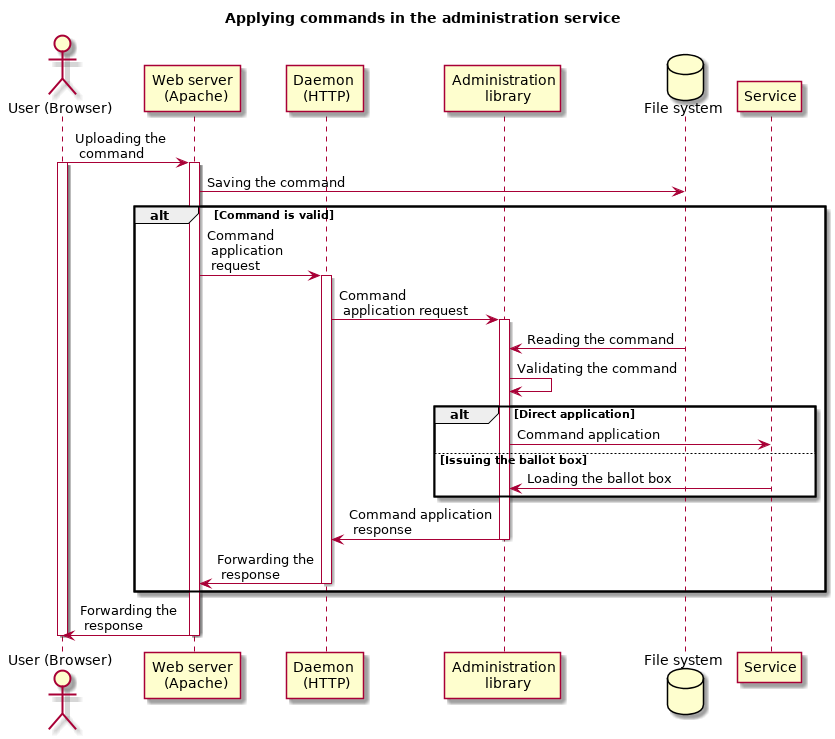 Applying commands in the administration service
User (Browser)
Web server
(Apache)
Daemon
(HTTP)
Administration
library
File system
Service
Uploading the
command
Saving the command
alt
[Command is valid]
Command
application
request
Command
application request
Reading the command
Validating the command
alt
[Direct application]
Command application
[Issuing the ballot box]
Loading the ballot box
Command application
response
Forwarding the
response
Forwarding the
response
User (Browser)
Web server
(Apache)
Daemon
(HTTP)
Administration
library
File system
Service